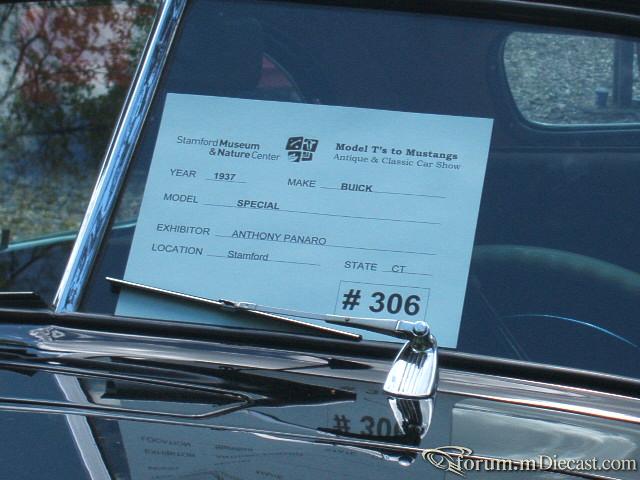 Stamford Museum
& Nature Center
Model T's to Mustangs
Antique & Classic Car Show
YEAR 1937 MAKE BUICK
MODEL SPECIAL
EXHIBITOR ANTHONY PANARO
LOCATION Stamford STATE CT
# 306
# 306
forum.mDiecast.com